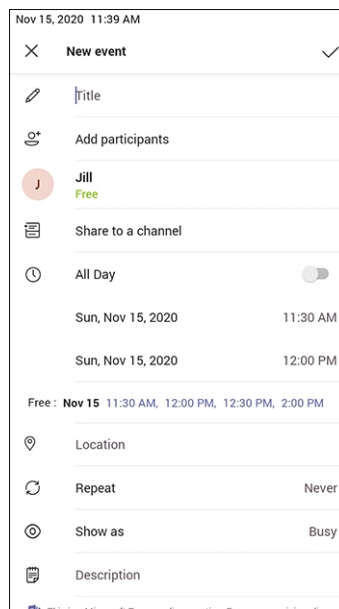 Nov 15, 2020 11:39 AM
New event
Title
Add participants
J
Jill
Free
Share to a channel
All Day
Sun, Nov 15, 2020 11:30 AM
Sun, Nov 15, 2020 12:00 PM
Free : Nov 15 11:30 AM, 12:00 PM, 12:30 PM, 2:00 PM
Location
Repeat Never
Show as Busy
Description